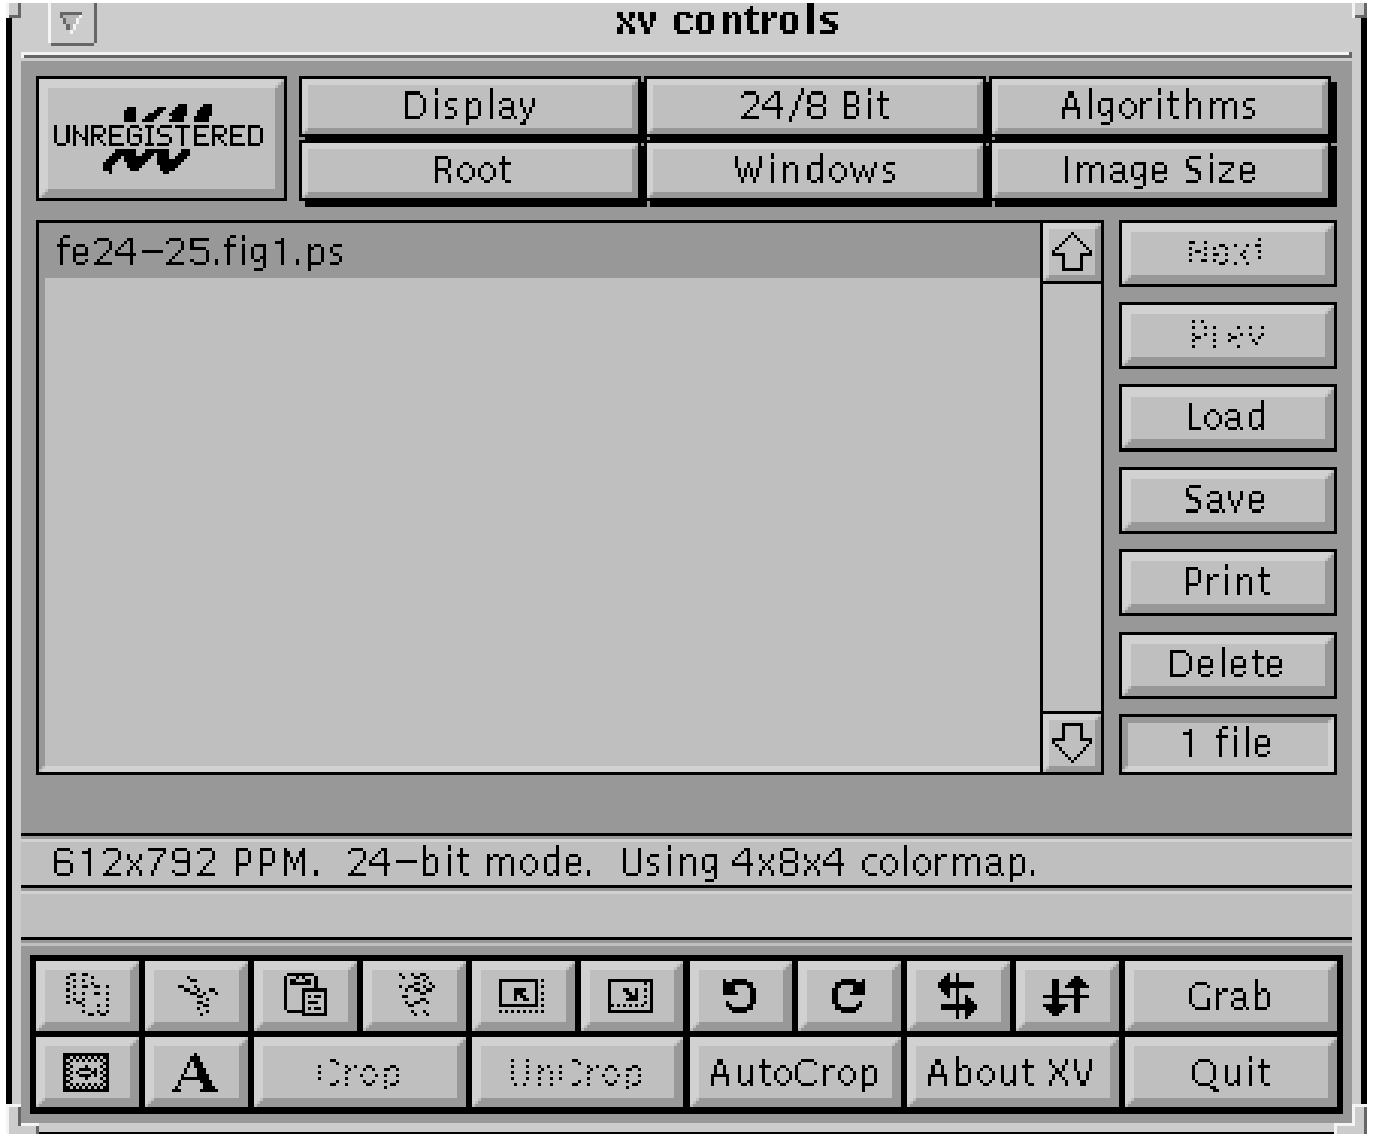 xv controls
UNREGISTERED
Display 24/8 Bit Algorithms
Root Windows Image Size
fe24-25.fig1.ps
Next
Prev
Load
Save
Print
Delete
1 file
612x792 PPM. 24-bit mode. Using 4x8x4 colormap.
Grab
A Crop UnCrop AutoCrop About XV Quit